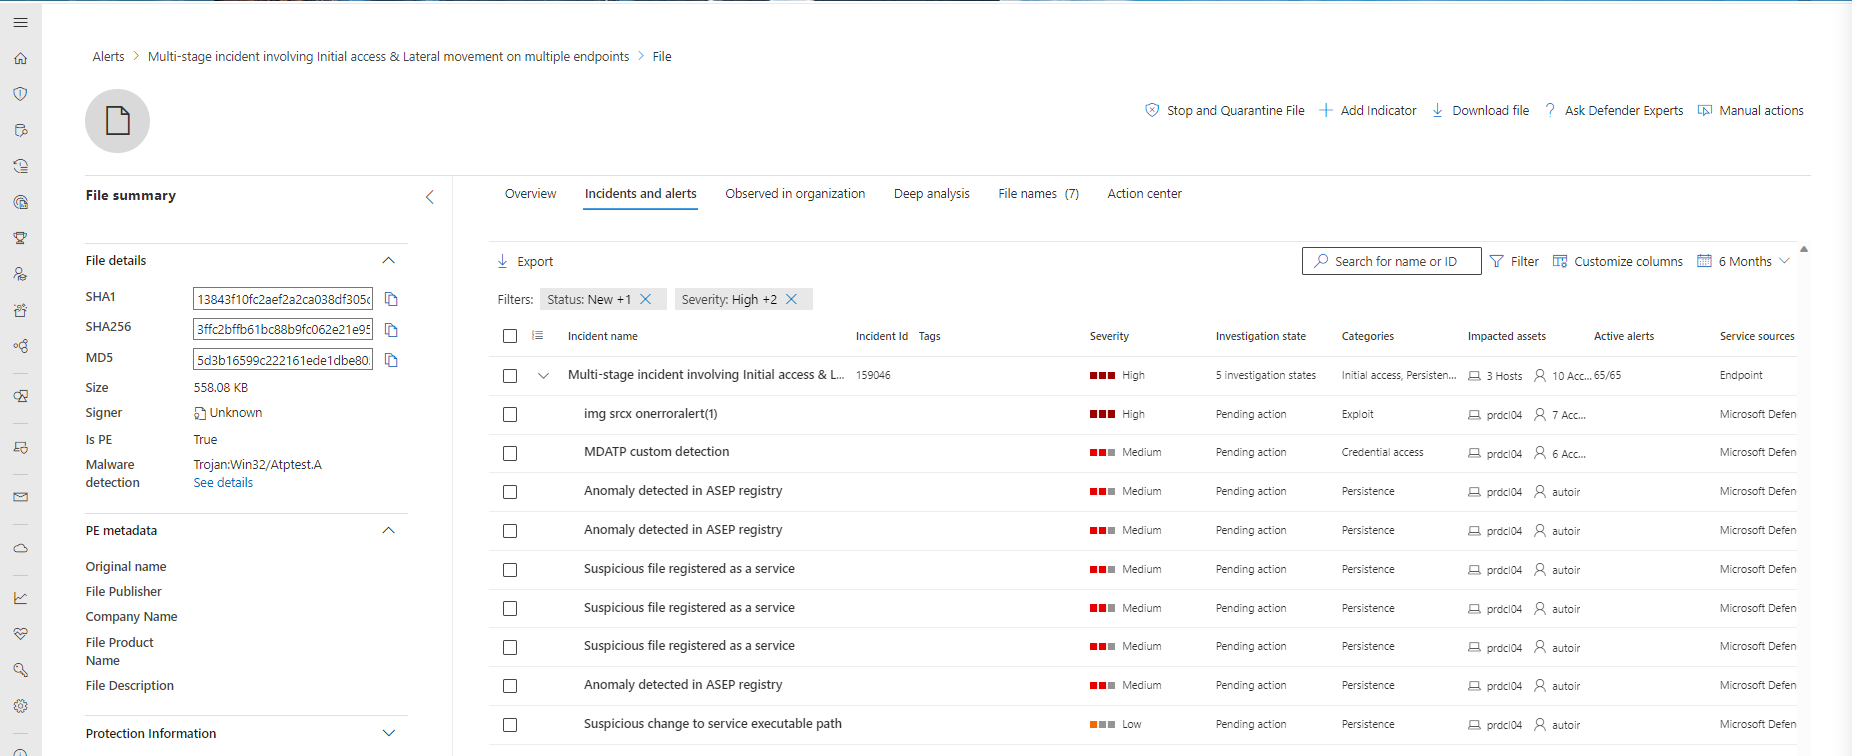 Alerts > Multi-stage incident involving Initial access & Lateral movement on multiple endpoints > File
Stop and Quarantine File Add Indicator Download file Ask Defender Experts Manual actions
File summary
Overview Incidents and alerts Observed in organization Deep analysis File names (7) Action center
File details
SHA1 13843f10fc2aef2a2ca038df305c
SHA256 3ffc2bffb61bc88b9fc062e21e95
MD5 5d3b16599c222161ede1dbe80
Size 558.08 KB
Signer Unknown
Is PE True
Malware detection Trojan:Win32/Atptest.A
See details
PE metadata
Original name
File Publisher
Company Name
File Product
Name
File Description
Protection Information
Export Search for name or ID Filter Customize columns 6 Months
Filters: Status: New +1 Severity: High +2
Incident name Incident Id Tags Severity Investigation state Categories Impacted assets Active alerts Service sources
Multi-stage incident involving Initial access & L... 159046 High 5 investigation states Initial access, Persisten... 3 Hosts 10 Acc... 65/65 Endpoint
img srcx onerroralert(1) High Pending action Exploit prdcl04 7 Acc... Microsoft Defen
MDATP custom detection Medium Pending action Credential access prdcl04 6 Acc... Microsoft Defen
Anomaly detected in ASEP registry Medium Pending action Persistence prdcl04 autoir Microsoft Defen
Anomaly detected in ASEP registry Medium Pending action Persistence prdcl04 autoir Microsoft Defen
Suspicious file registered as a service Medium Pending action Persistence prdcl04 autoir Microsoft Defen
Suspicious file registered as a service Medium Pending action Persistence prdcl04 autoir Microsoft Defen
Suspicious file registered as a service Medium Pending action Persistence prdcl04 autoir Microsoft Defen
Anomaly detected in ASEP registry Medium Pending action Persistence prdcl04 autoir Microsoft Defen
Suspicious change to service executable path Low Pending action Persistence prdcl04 autoir Microsoft Defen